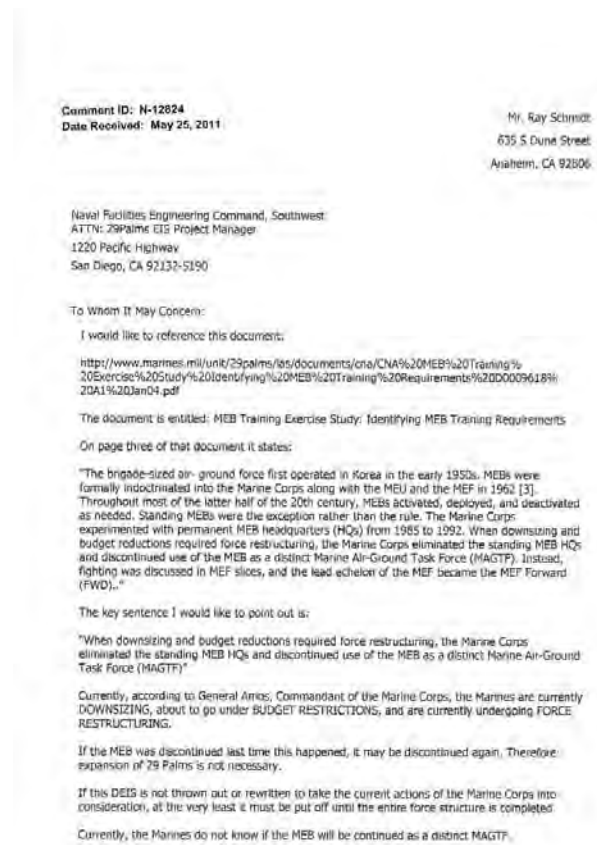 Comment ID: N-12824
Date Received: May 25, 2011
Mr. Ray Schmidt
635 S Dune Street
Anaheim, CA 92806
Naval Facilities Engineering Command, Southwest
ATTN: 29Palms EIS Project Manager
1220 Pacific Highway
San Diego, CA 92132-5190
To Whom It May Concern:
I would like to reference this document:
http://www.marines.mil/unit/29palms/las/documents/cna/CNA%20MEB%20Training%
20Exercise%20Study%20Identifying%20MEB%20Training%20Requirements%20D0009618%
20A1%20Jan04.pdf
The document is entitled: MEB Training Exercise Study: Identifying MEB Training Requirements
On page three of that document it states:
"The brigade-sized air- ground force first operated in Korea in the early 1950s. MEBs were
formally indoctrinated into the Marine Corps along with the MEU and the MEF in 1962 [3].
Throughout most of the latter half of the 20th century, MEBs activated, deployed, and deactivated
as needed. Standing MEBs were the exception rather than the rule. The Marine Corps
experimented with permanent MEB headquarters (HQs) from 1985 to 1992. When downsizing and
budget reductions required force restructuring, the Marine Corps eliminated the standing MEB HQs
and discontinued use of the MEB as a distinct Marine Air-Ground Task Force (MAGTF). Instead,
fighting was discussed in MEF slices, and the lead echelon of the MEF became the MEF Forward
(FWD).."
The key sentence I would like to point out is:
"When downsizing and budget reductions required force restructuring, the Marine Corps
eliminated the standing MEB HQs and discontinued use of the MEB as a distinct Marine Air-Ground
Task Force (MAGTF)"
Currently, according to General Amos, Commandant of the Marine Corps, the Marines are currently
DOWNSIZING, about to go under BUDGET RESTRICTIONS, and are currently undergoing FORCE
RESTRUCTURING.
If the MEB was discontinued last time this happened, it may be discontinued again. Therefore
expansion of 29 Palms is not necessary.
If this DEIS is not thrown out or rewritten to take the current actions of the Marine Corps into
consideration, at the very least it must be put off until the entire force structure is completed
Currently, the Marines do not know if the MEB will be continued as a distinct MAGTF.